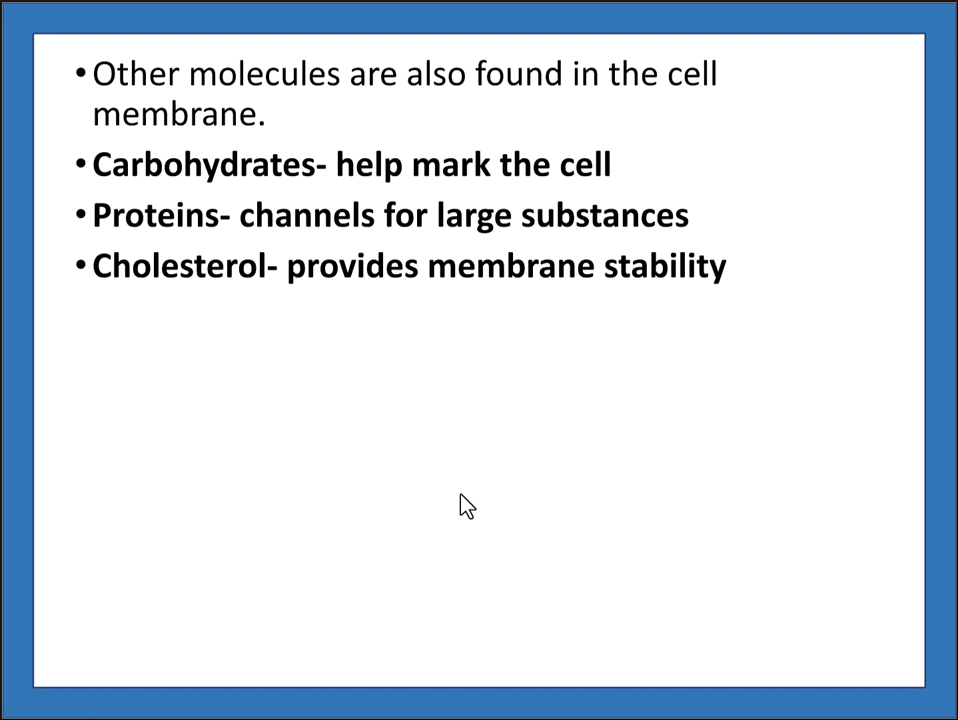 • Other molecules are also found in the cell
membrane.
• Carbohydrates- help mark the cell
• Proteins- channels for large substances
• Cholesterol- provides membrane stability